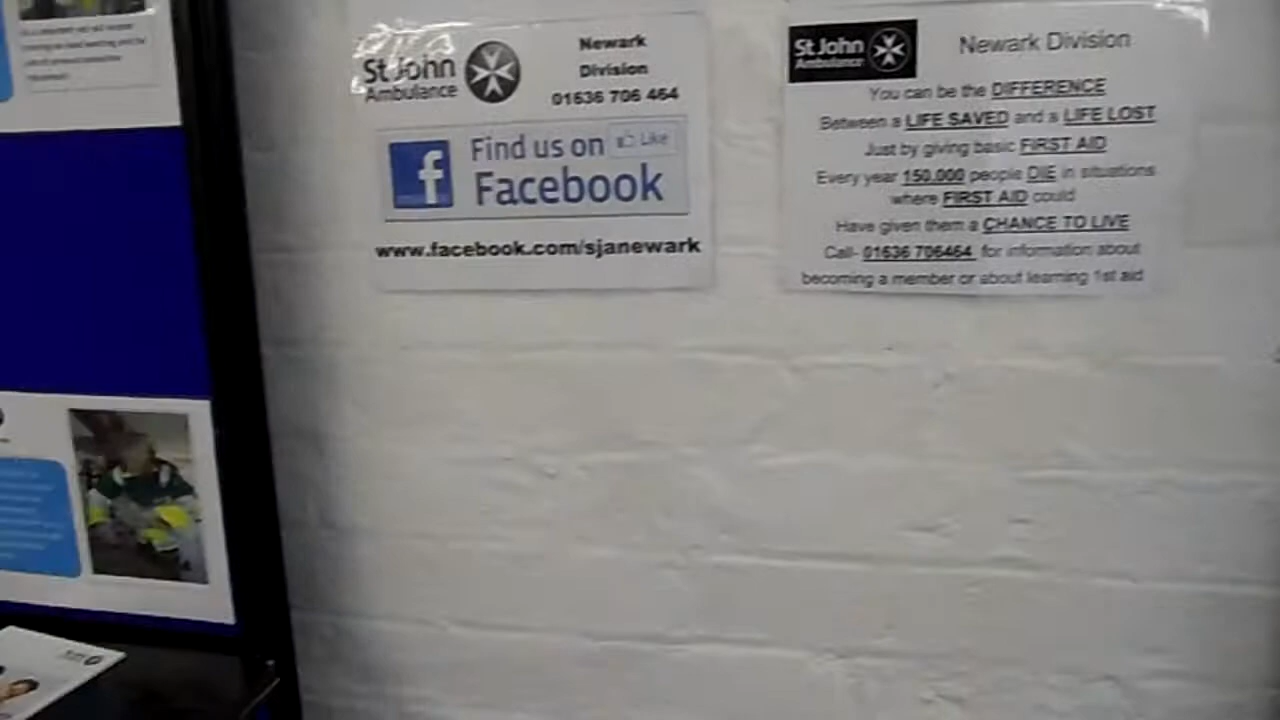 St John
Ambulance
Newark
Division
01636 706 464
Find us on
Like
Facebook
www.facebook.com/sjanewark
St John
Ambulance
Newark Division
You can be the DIFFERENCE
Between a LIFE SAVED and a LIFE LOST
Just by giving basic FIRST AID
Every year 150,000 people DIE in situations
where FIRST AID could
Have given them a CHANCE TO LIVE
Call- 01636 706464 for information about
becoming a member or about learning 1st aid